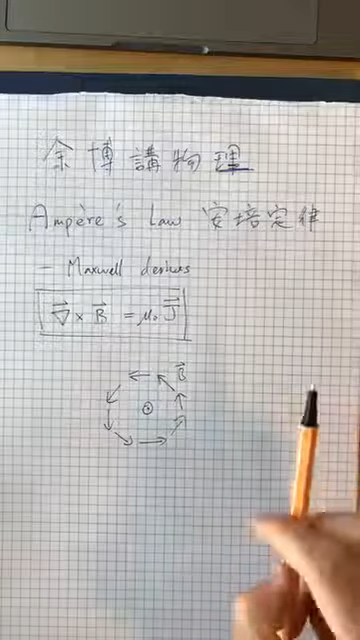 余博講物理
Ampère's Law 安培定律
- Maxwell derives
∇⃗ × B⃗ = μ₀ J⃗
B⃗